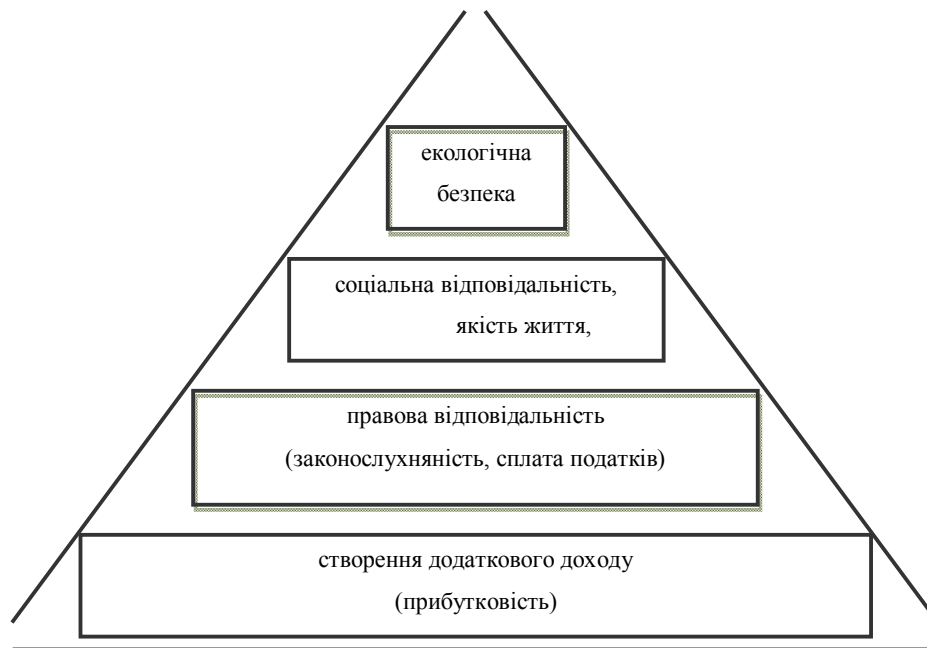 екологічна
безпека
соціальна відповідальність,
якість життя,
правова відповідальність
(законослухняність, сплата податків)
створення додаткового доходу
(прибутковість)